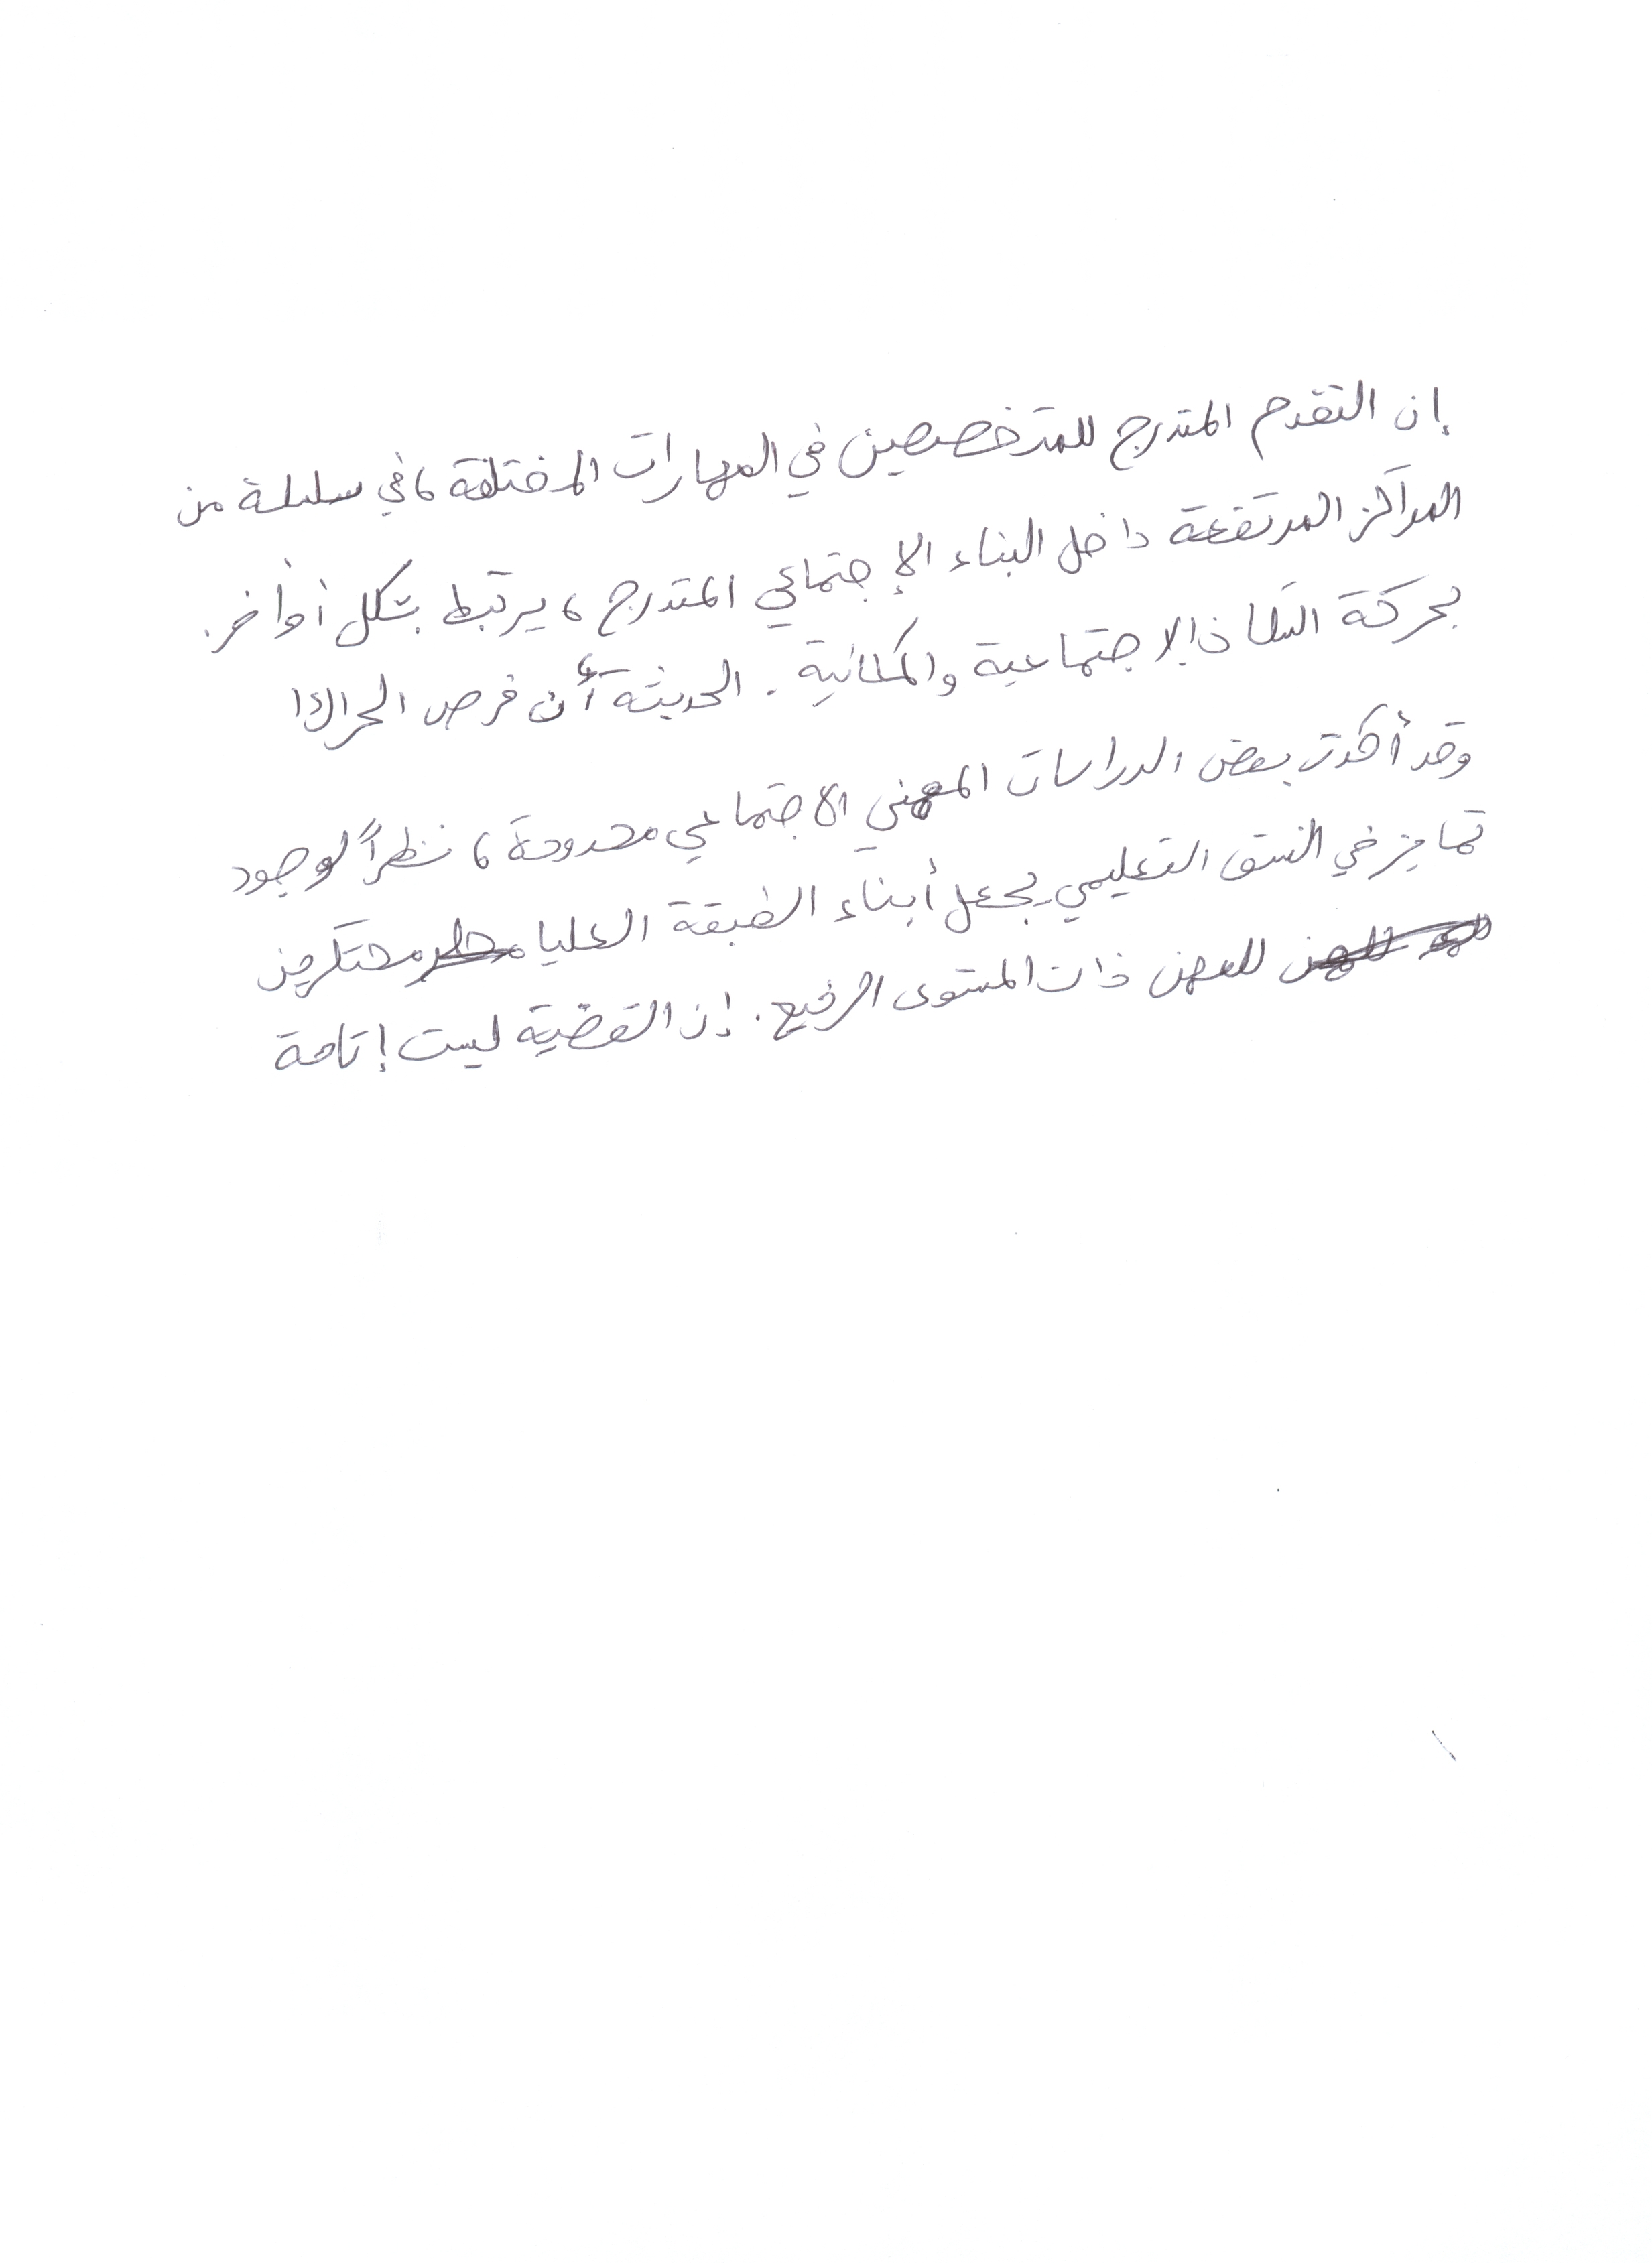 إن التقدم المتدرج للمتخصصين في المهارات المختلفة، في سلسلة من
المراكز المرتفعة داخل البناء الإجتماعي المتدرج، يرتبط بشكل أو أخر.
بحركة السكان الاجتماعية والمكانية. الحديثة، أن فرص الحراك
وقد أكدت بعض الدراسات المهني الاجتماعي محدودة، نظراً لوجود
تمايز في النسق التعليمي يجعل أبناء الطبقة العليا محتكرين
للمهن ذات المستوى الرفيع. إن القضية ليست إتاحة